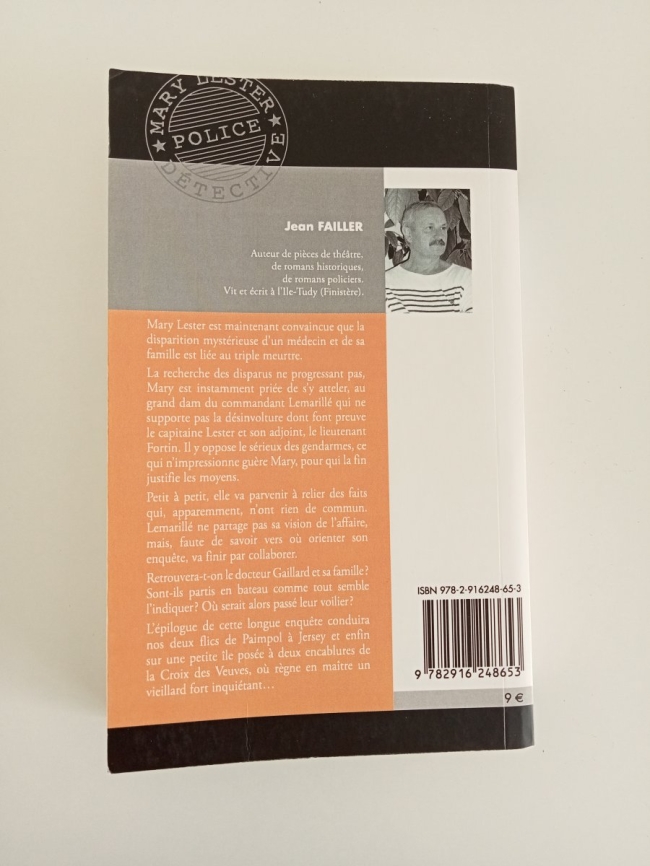 MARY LESTER
POLICE
DÉTECTIVE
Jean FAILLER
Auteur de pièces de théâtre,
de romans historiques,
de romans policiers.
Vit et écrit à l'Ile-Tudy (Finistère).
Mary Lester est maintenant convaincue que la
disparition mystérieuse d'un médecin et de sa
famille est liée au triple meurtre.
La recherche des disparus ne progressant pas,
Mary est instamment priée de s'y atteler, au
grand dam du commandant Lemarillé qui ne
supporte pas la désinvolture dont font preuve
le capitaine Lester et son adjoint, le lieutenant
Fortin. Il y oppose le sérieux des gendarmes, ce
qui n'impressionne guère Mary, pour qui la fin
justifie les moyens.
Petit à petit, elle va parvenir à relier des faits
qui, apparemment, n'ont rien de commun.
Lemarillé ne partage pas sa vision de l'affaire,
mais, faute de savoir vers où orienter son
enquête, va finir par collaborer.
Retrouvera-t-on le docteur Gaillard et sa famille?
Sont-ils partis en bateau comme tout semble
l'indiquer? Où serait alors passé leur voilier?
L'épilogue de cette longue enquête conduira
nos deux flics de Paimpol à Jersey et enfin
sur une petite île posée à deux encablures de
la Croix des Veuves, où règne en maître un
vieillard fort inquiétant…
ISBN 978-2-916248-65-3
9 782916 248653
9 €